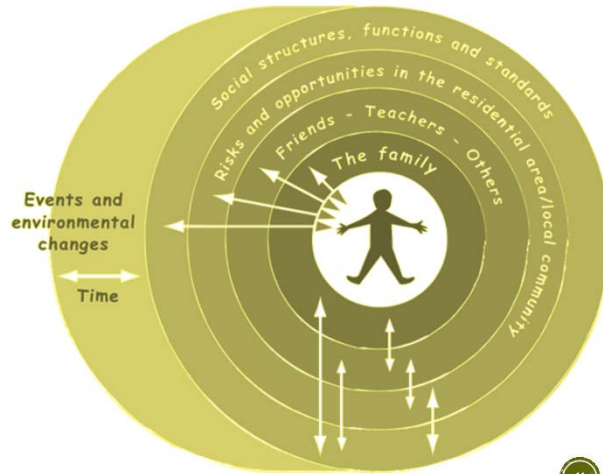 Social structures, functions and standards
Risks and opportunities in the residential area/local community
Friends - Teachers - Others
The family
Events and
environmental
changes
Time